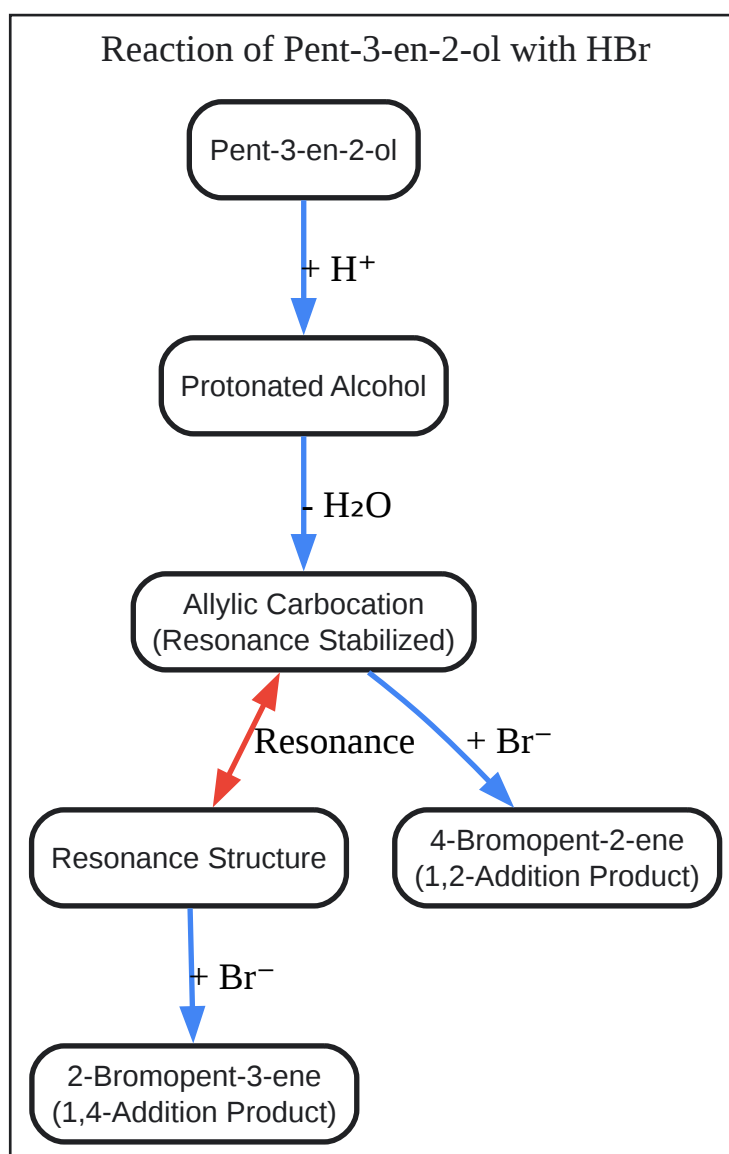 Reaction of Pent-3-en-2-ol with HBr
Pent-3-en-2-ol
+ H⁺
Protonated Alcohol
- H₂O
Allylic Carbocation
(Resonance Stabilized)
Resonance
+ Br⁻
Resonance Structure
4-Bromopent-2-ene
(1,2-Addition Product)
+ Br⁻
2-Bromopent-3-ene
(1,4-Addition Product)